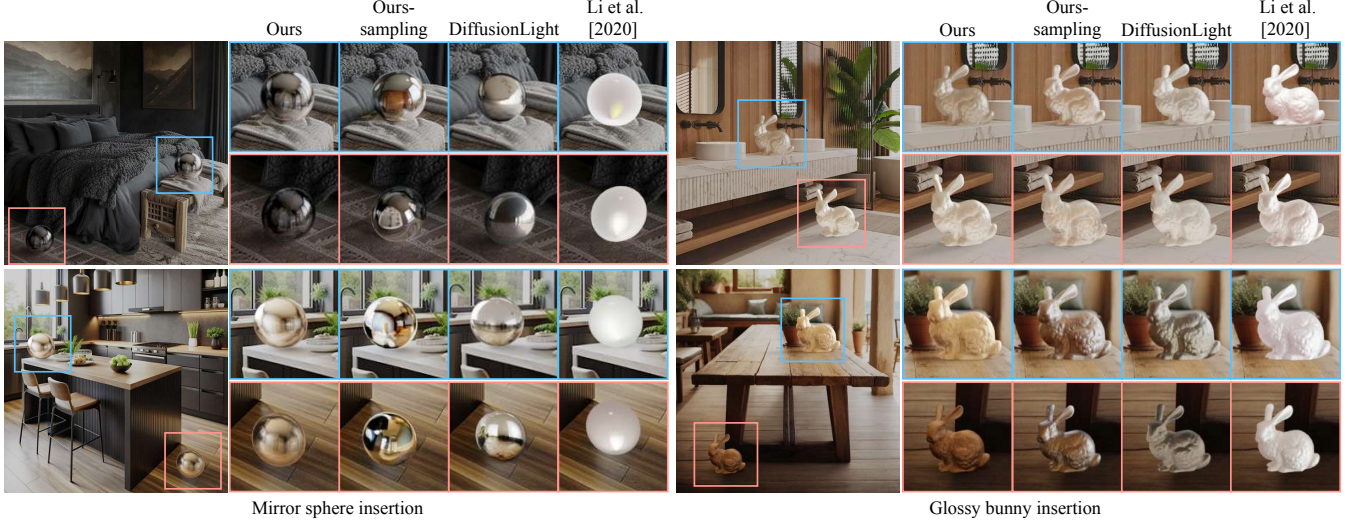 Ours
Ours-
sampling
DiffusionLight
Li et al.
[2020]
Ours
Ours-
sampling
DiffusionLight
Li et al.
[2020]
Mirror sphere insertion
Glossy bunny insertion